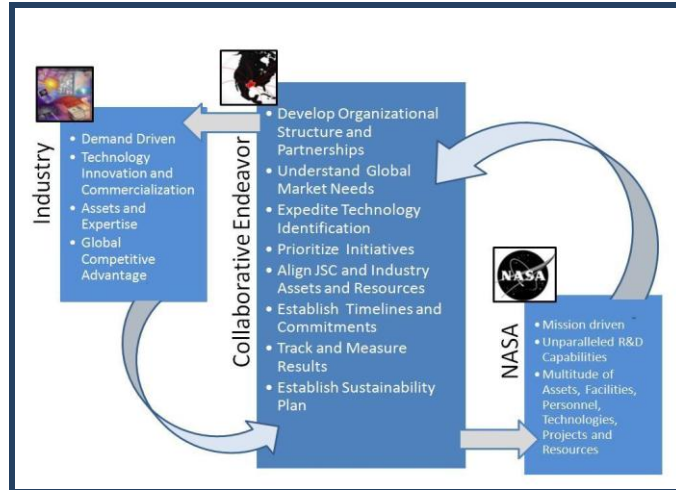 Industry
• Demand Driven
• Technology
Innovation and
Commercialization
• Assets and
Expertise
• Global
Competitive
Advantage
Collaborative Endeavor
• Develop Organizational
Structure and
Partnerships
• Understand Global
Market Needs
• Expedite Technology
Identification
• Prioritize Initiatives
• Align JSC and Industry
Assets and Resources
• Establish Timelines and
Commitments
• Track and Measure
Results
• Establish Sustainability
Plan
NASA
NASA
• Mission driven
• Unparalleled R&D
Capabilities
• Multitude of
Assets, Facilities,
Personnel,
Technologies,
Projects and
Resources